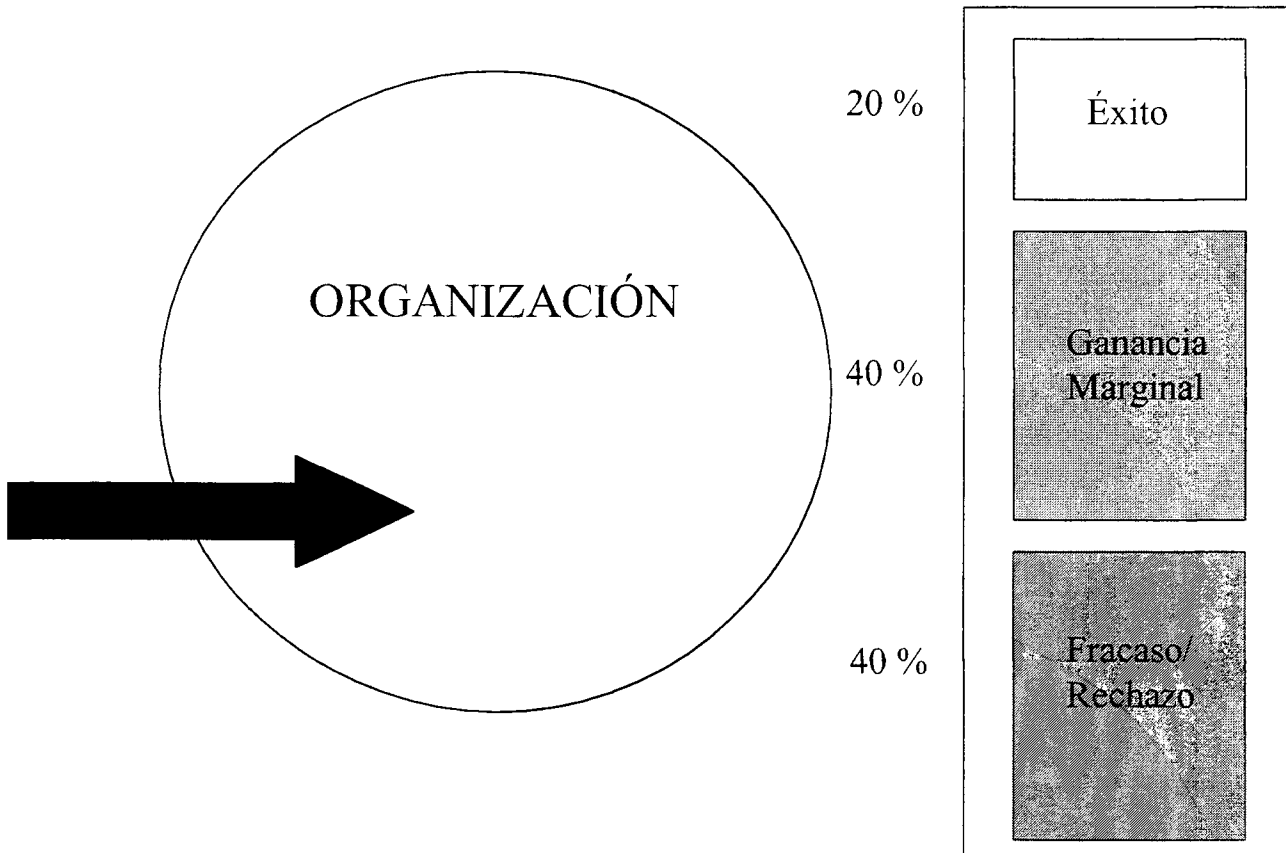 20 %
Éxito
ORGANIZACIÓN
40 %
Ganancia
Marginal
40 %
Fracaso/
Rechazo